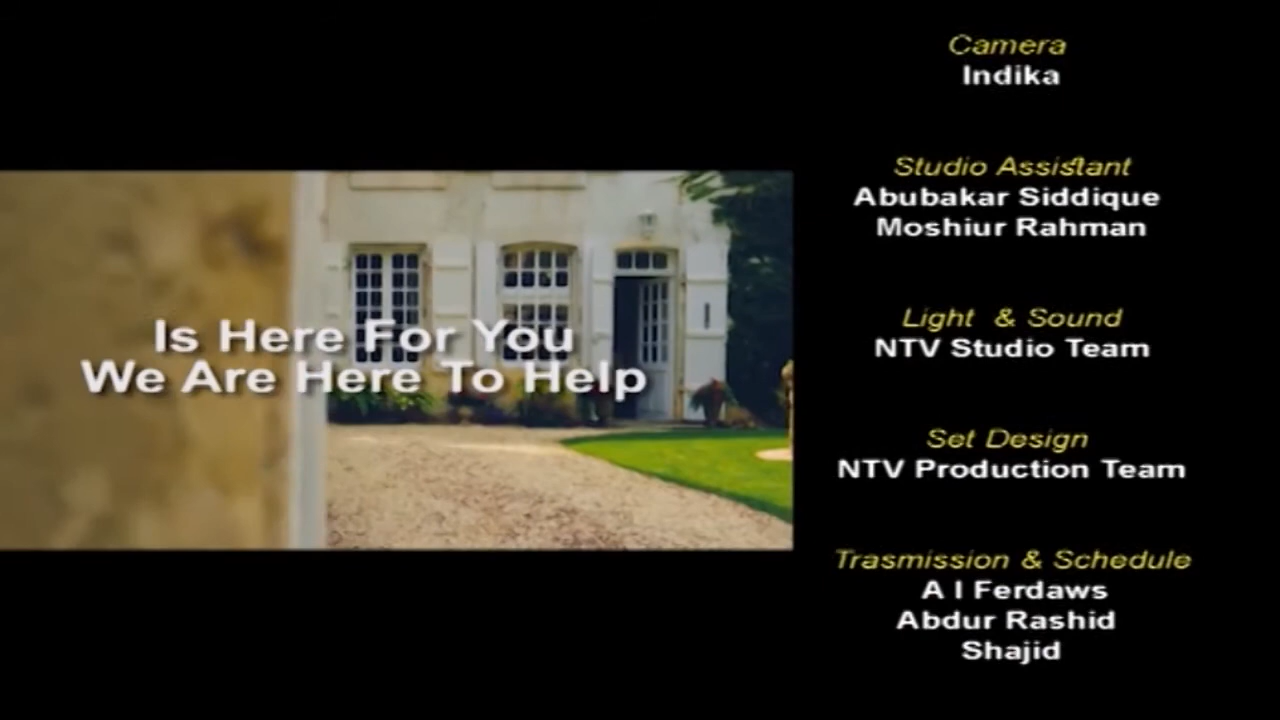 Is Here For You
We Are Here To Help
Camera
Indika
Studio Assistant
Abubakar Siddique
Moshiur Rahman
Light & Sound
NTV Studio Team
Set Design
NTV Production Team
Trasmission & Schedule
A I Ferdaws
Abdur Rashid
Shajid